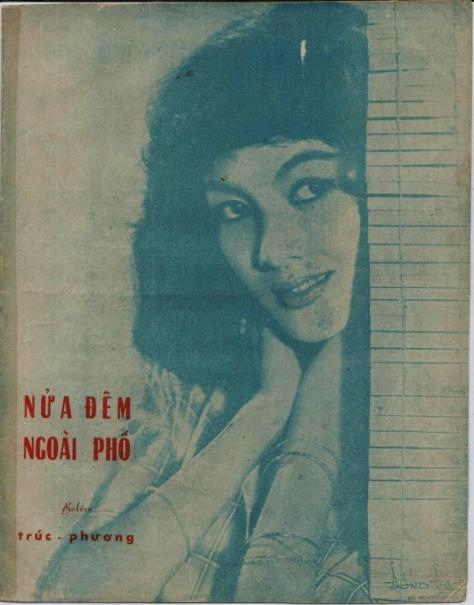 NỬA ĐÊM
NGOÀI PHỐ
Boléro
trúc - phương